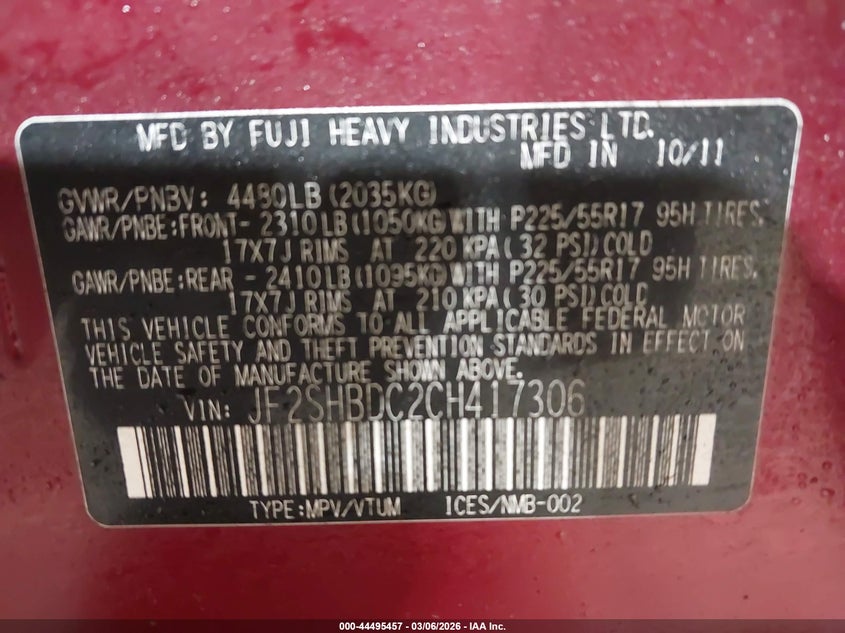 MFD BY FUJI HEAVY INDUSTRIES LTD.
MFD IN 10/11
GVWR/PNBV: 4480LB (2035KG)
GAWR/PNBE:FRONT- 2310LB(1050KG)WITH P225/55R17 95H TIRES,
17X7J RIMS AT 220 KPA( 32 PSI)COLD
GAWR/PNBE:REAR - 2410LB(1095KG)WITH P225/55R17 95H TIRES,
17X7J RIMS AT 210 KPA( 30 PSI)COLD
THIS VEHICLE CONFORMS TO ALL APPLICABLE FEDERAL MOTOR
VEHICLE SAFETY AND THEFT PREVENTION STANDARDS IN EFFECT ON
THE DATE OF MANUFACTURE SHOWN ABOVE.
VIN: JF2SHBDC2CH417306
TYPE:MPV/VTUM ICES/NMB-002
000-44495457 - 03/06/2026 - IAA Inc.